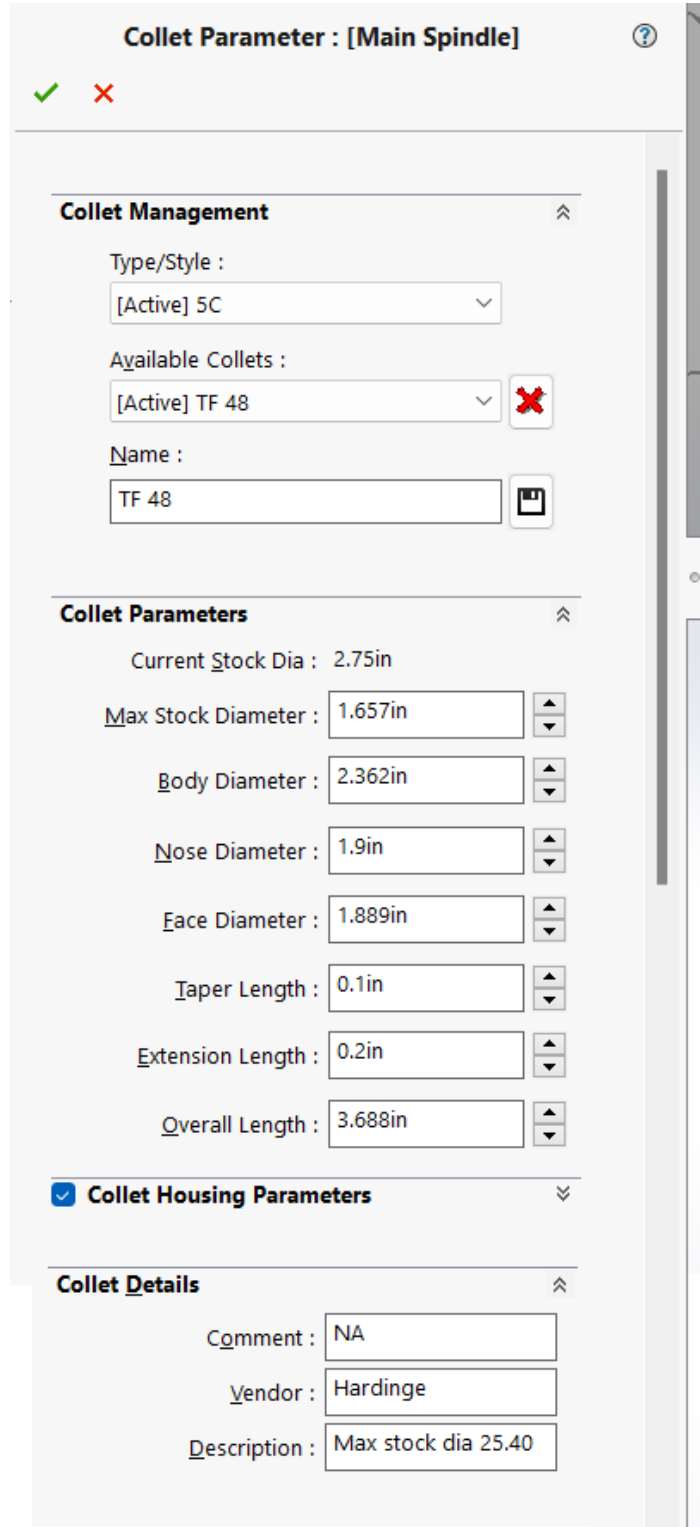 Collet Parameter : [Main Spindle]
Collet Management
Type/Style :
[Active] 5C
Available Collets :
[Active] TF 48
Name :
TF 48
Collet Parameters
Current Stock Dia : 2.75in
Max Stock Diameter : 1.657in
Body Diameter : 2.362in
Nose Diameter : 1.9in
Face Diameter : 1.889in
Taper Length : 0.1in
Extension Length : 0.2in
Overall Length : 3.688in
Collet Housing Parameters
Collet Details
Comment : NA
Vendor : Hardinge
Description : Max stock dia 25.40